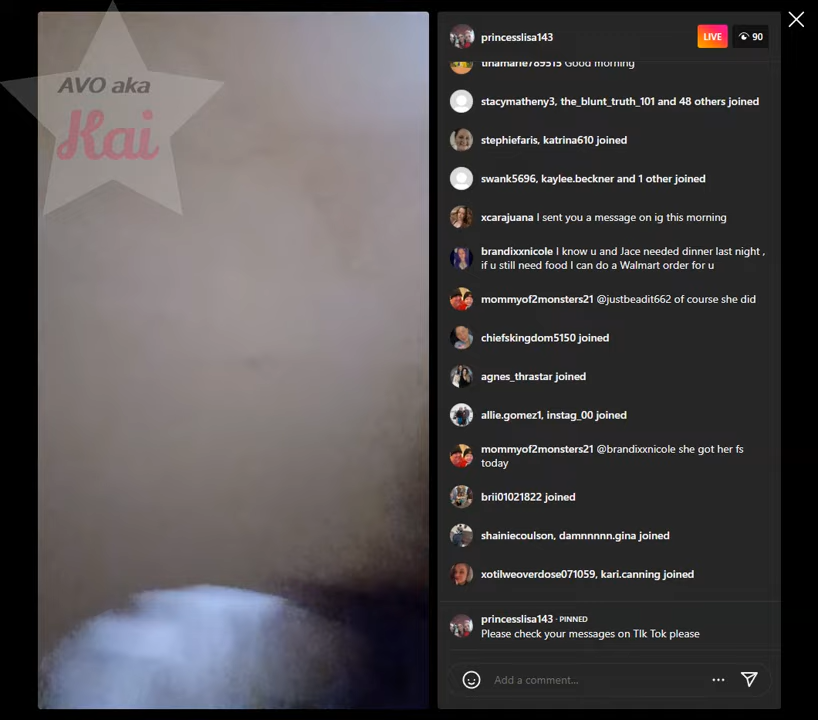 AVO aka
Kai
princesslisa143
LIVE
90
tinamarie789515 Good morning
stacymatheny3, the_blunt_truth_101 and 48 others joined
stephiefaris, katrina610 joined
swank5696, kaylee.beckner and 1 other joined
xcarajuana I sent you a message on ig this morning
brandixxnicole I know u and Jace needed dinner last night ,
if u still need food I can do a Walmart order for u
mommyof2monsters21 @justbeadit662 of course she did
chiefskingdom5150 joined
agnes_thrastar joined
allie.gomez1, instag_00 joined
mommyof2monsters21 @brandixxnicole she got her fs
today
brii01021822 joined
shainiecoulson, damnnnnn.gina joined
xotilweoverdose071059, kari.canning joined
princesslisa143 · PINNED
Please check your messages on TIk Tok please
Add a comment...